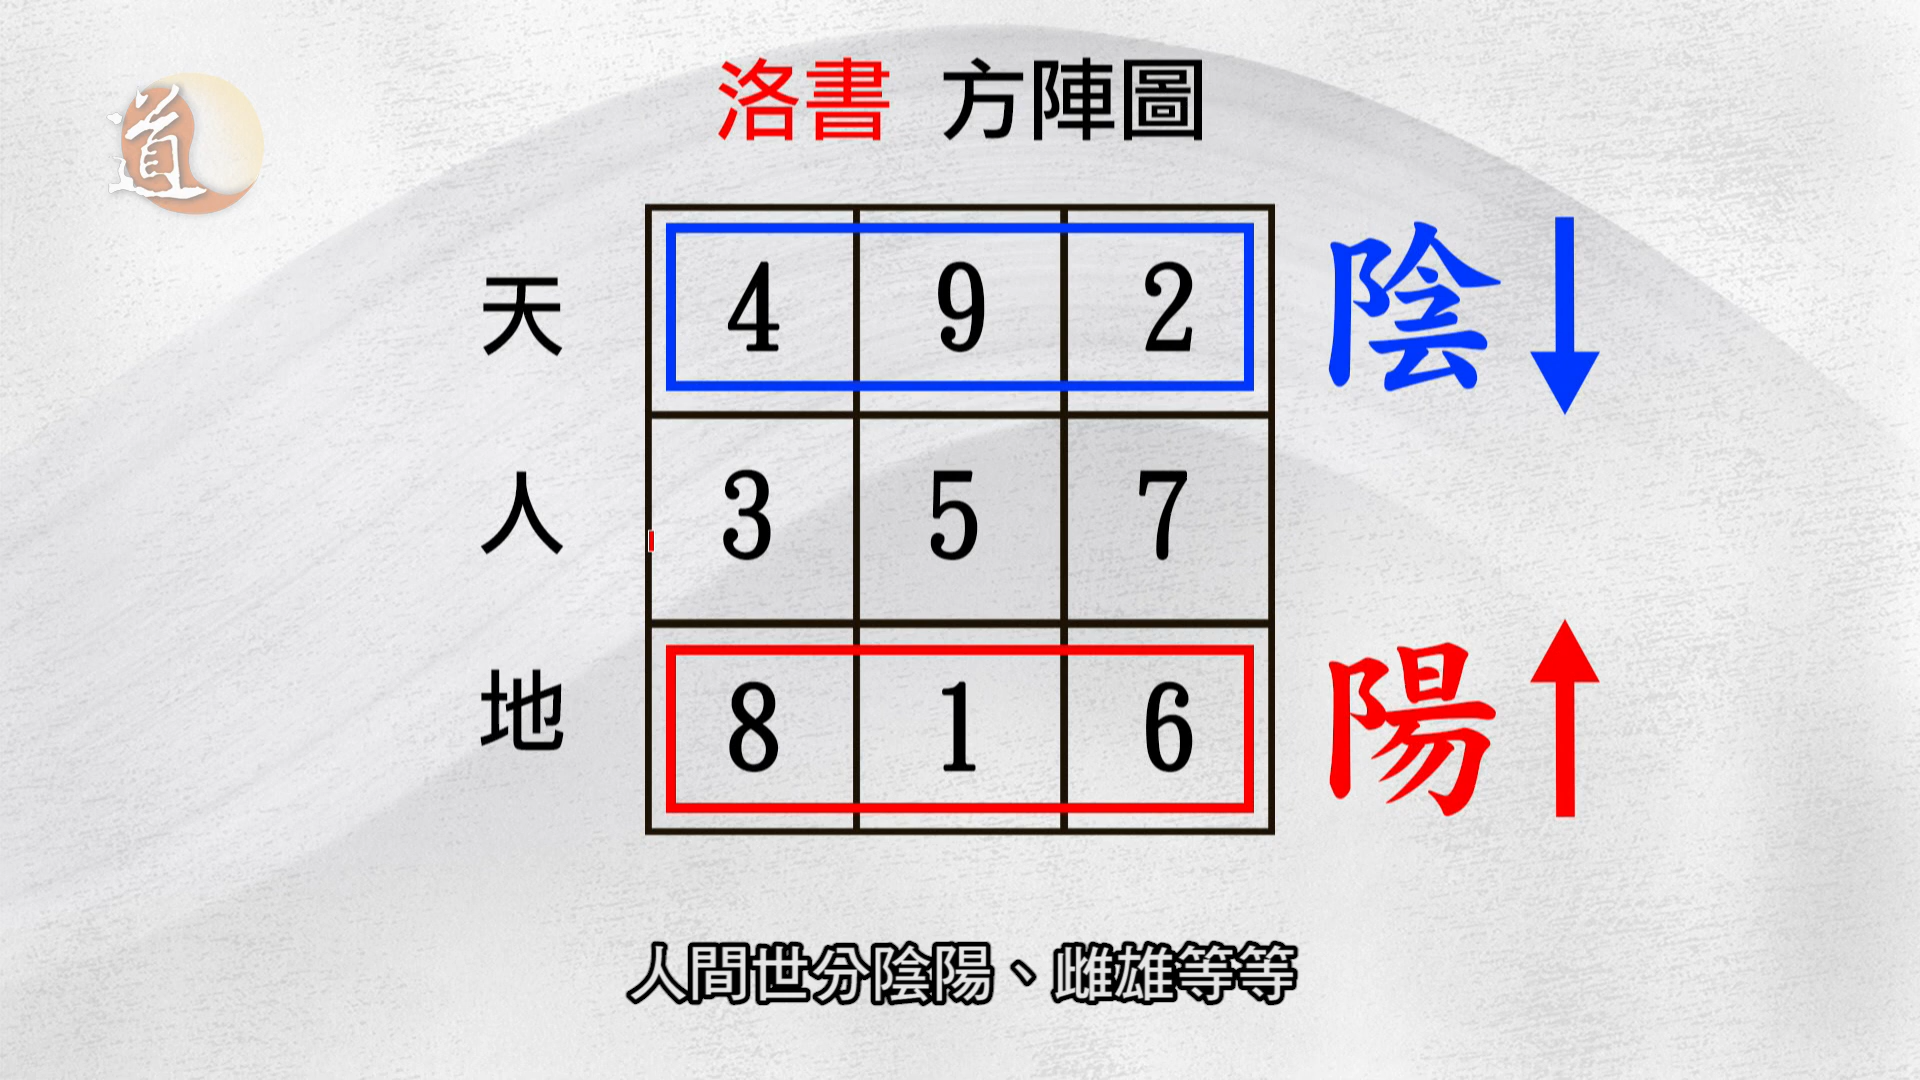 道
洛書 方陣圖
天 4 9 2 陰
人 3 5 7
地 8 1 6 陽
人間世分陰陽、雌雄等等